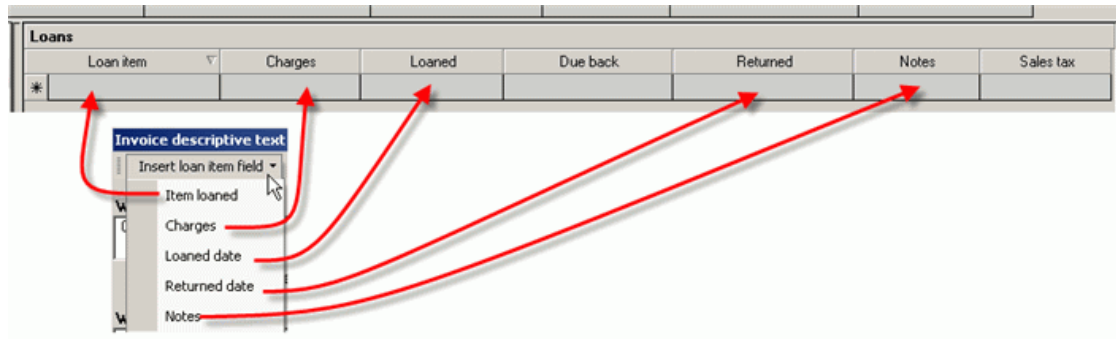 Loans
Loan item Charges Loaned Due back Returned Notes Sales tax
Invoice descriptive text
Insert loan item field
Item loaned
Charges
Loaned date
Returned date
Notes